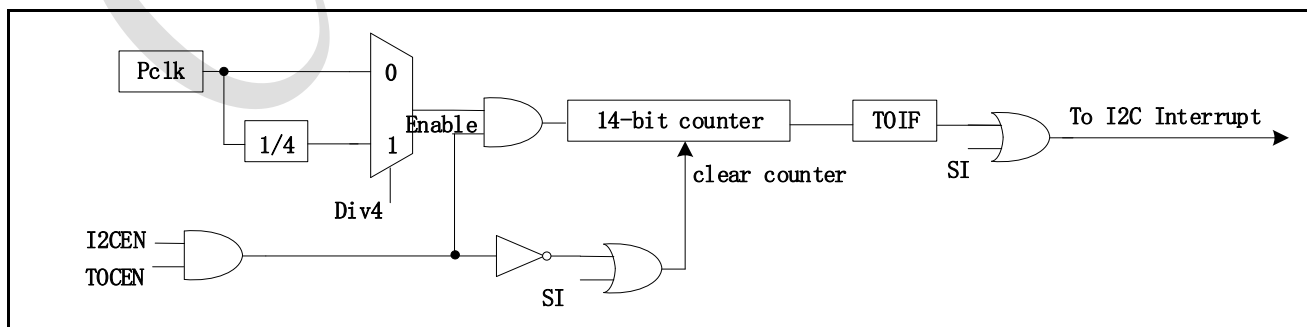 Pclk
0
Enable
14-bit counter
TOIF
To I2C Interrupt
1/4
1
SI
clear counter
Div4
I2CEN
TOCEN
SI